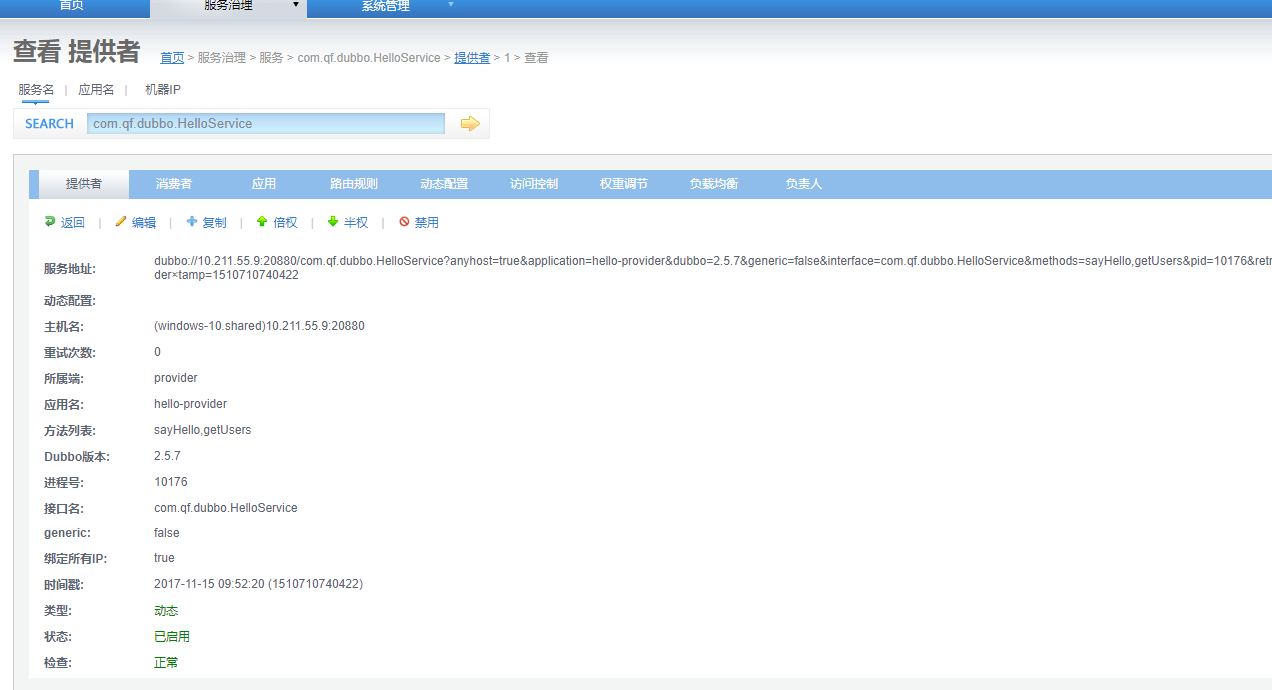 首页 服务治理 ▼ 系统管理 ▼
查看 提供者 首页 > 服务治理 > 服务 > com.qf.dubbo.HelloService > 提供者 > 1 > 查看
服务名 | 应用名 | 机器IP
SEARCH com.qf.dubbo.HelloService
提供者 消费者 应用 路由规则 动态配置 访问控制 权重调节 负载均衡 负责人
返回 | 编辑 | 复制 | 倍权 | 半权 | 禁用
服务地址: dubbo://10.211.55.9:20880/com.qf.dubbo.HelloService?anyhost=true&application=hello-provider&dubbo=2.5.7&generic=false&interface=com.qf.dubbo.HelloService&methods=sayHello,getUsers&pid=10176&retr
der×tamp=1510710740422
动态配置:
主机名: (windows-10.shared)10.211.55.9:20880
重试次数: 0
所属端: provider
应用名: hello-provider
方法列表: sayHello,getUsers
Dubbo版本: 2.5.7
进程号: 10176
接口名: com.qf.dubbo.HelloService
generic: false
绑定所有IP: true
时间戳: 2017-11-15 09:52:20 (1510710740422)
类型: 动态
状态: 已启用
检查: 正常